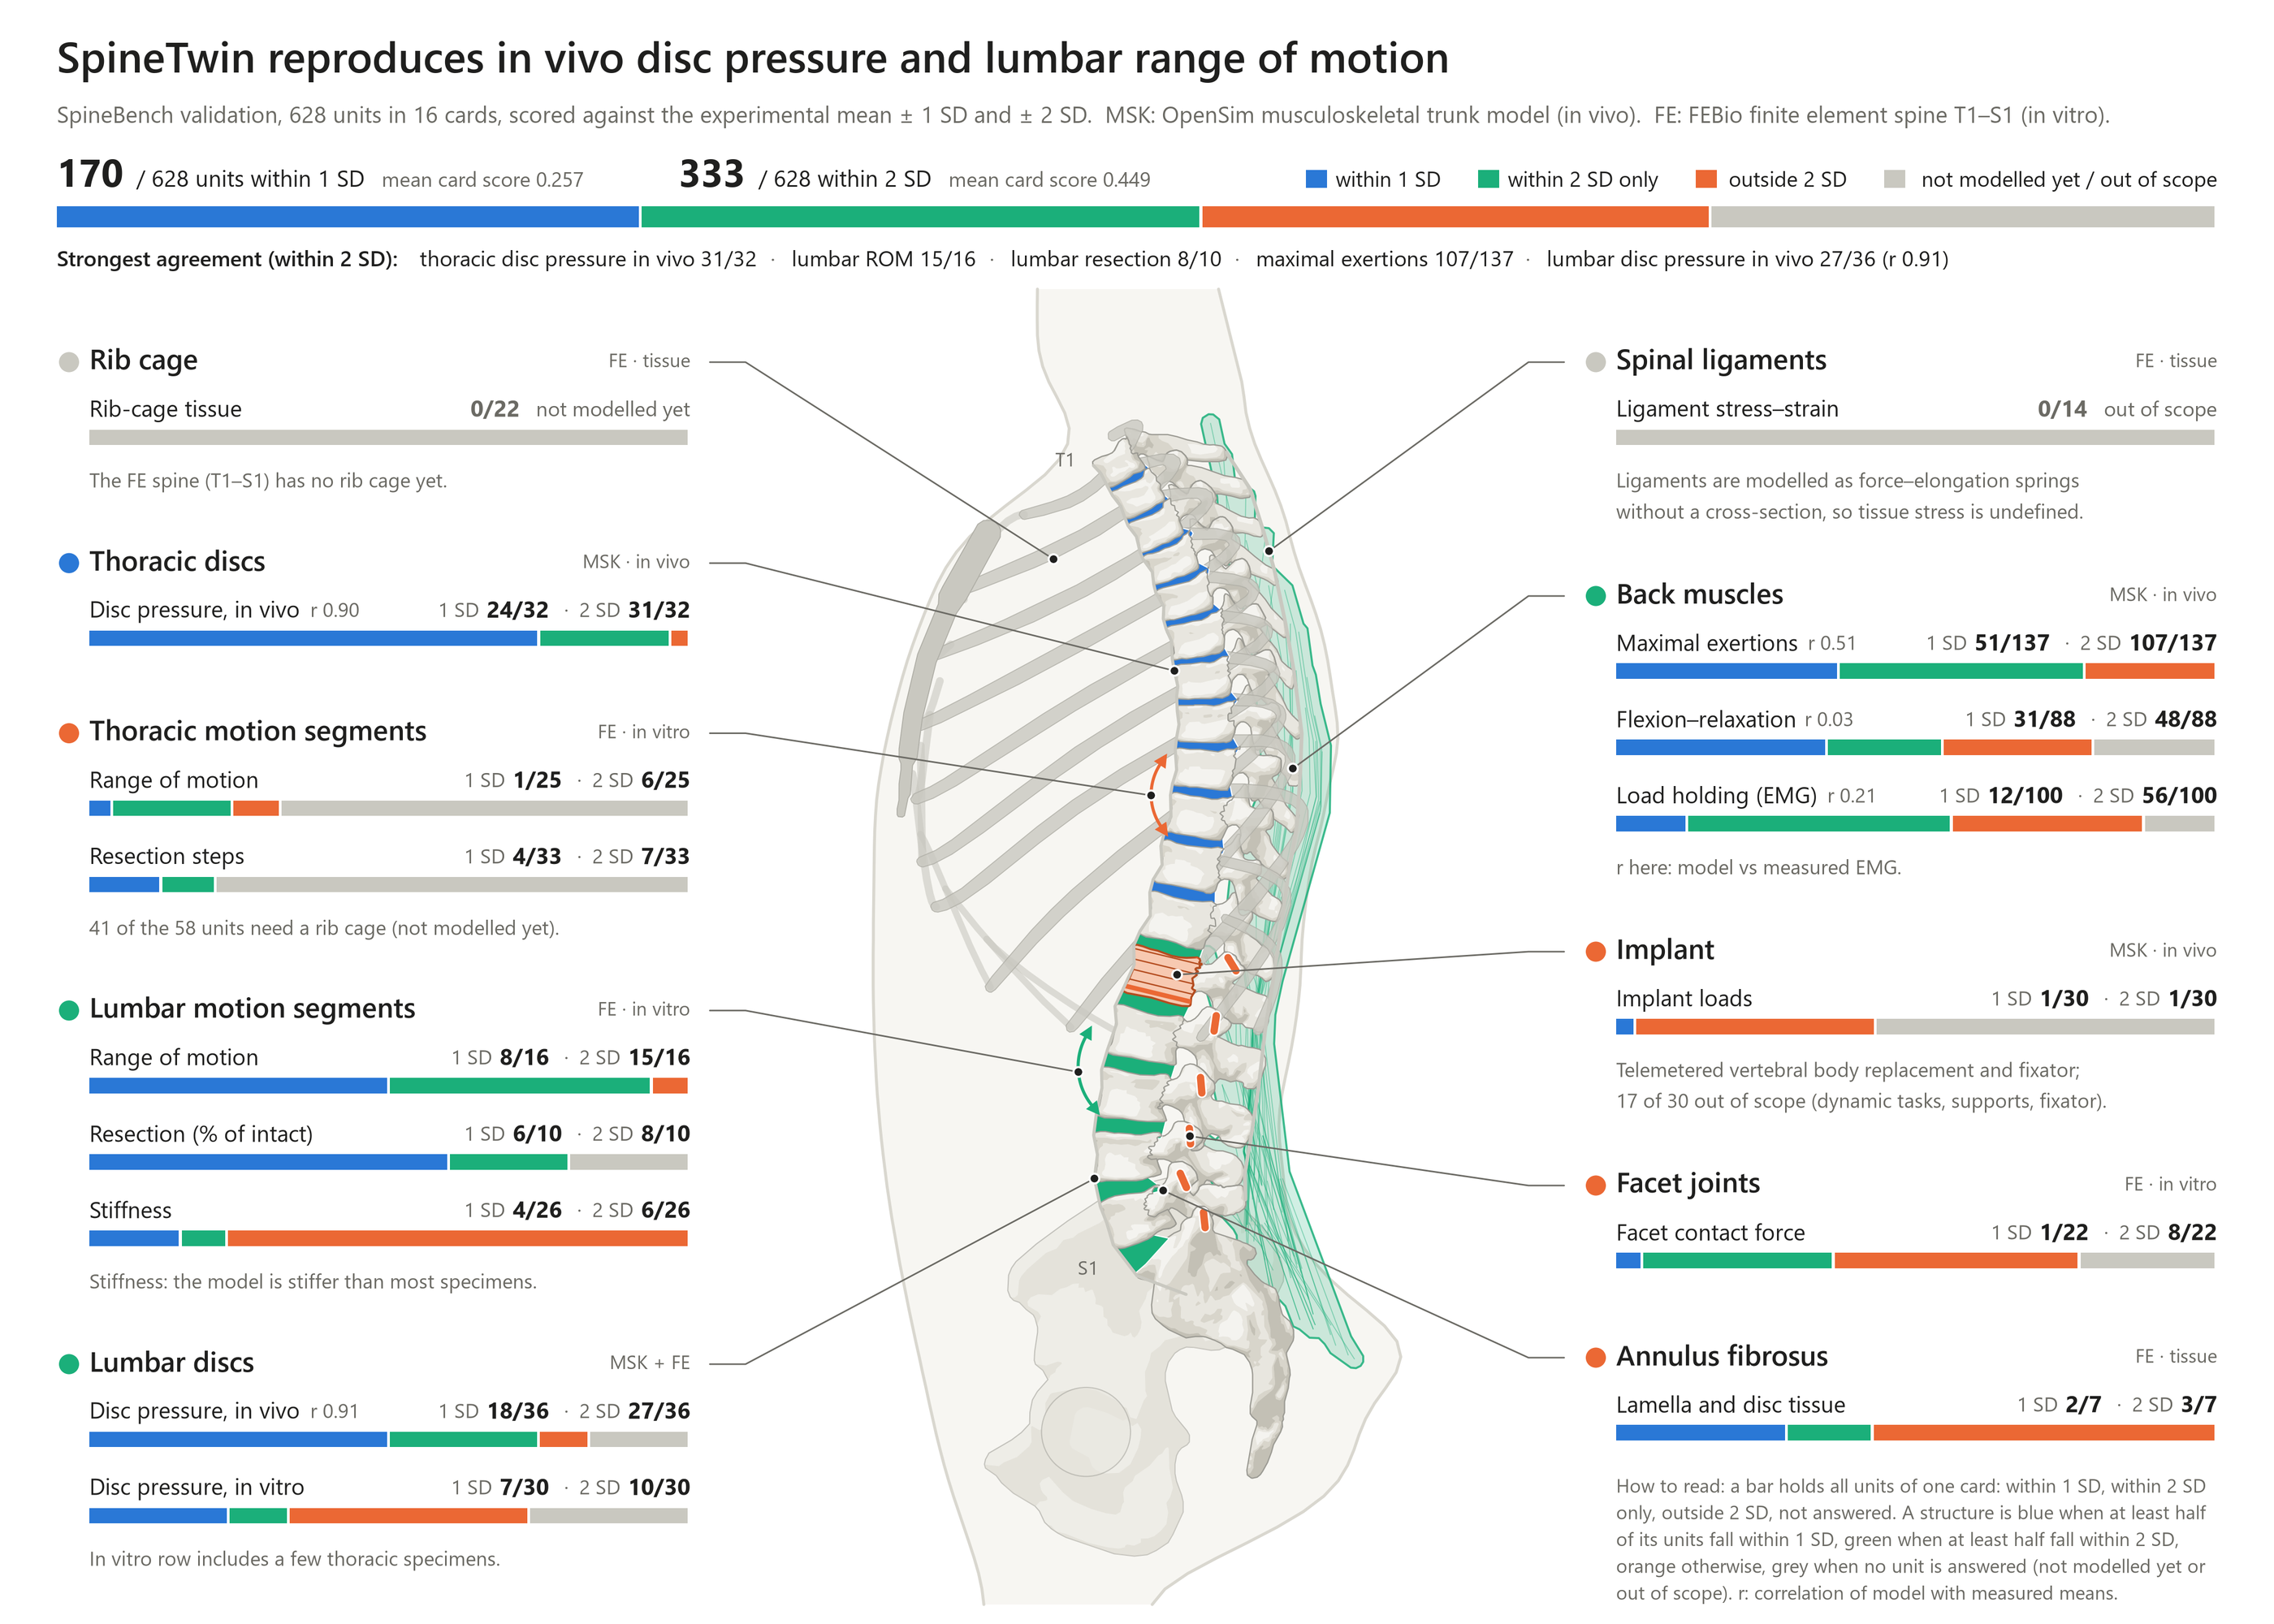 SpineTwin reproduces in vivo disc pressure and lumbar range of motion
SpineBench validation, 628 units in 16 cards, scored against the experimental mean ± 1 SD and ± 2 SD. MSK: OpenSim musculoskeletal trunk model (in vivo). FE: FEBio finite element spine T1–S1 (in vitro).
170 / 628 units within 1 SD mean card score 0.257
333 / 628 within 2 SD mean card score 0.449
within 1 SD
within 2 SD only
outside 2 SD
not modelled yet / out of scope
Strongest agreement (within 2 SD): thoracic disc pressure in vivo 31/32 · lumbar ROM 15/16 · lumbar resection 8/10 · maximal exertions 107/137 · lumbar disc pressure in vivo 27/36 (r 0.91)
Rib cage FE · tissue
Rib-cage tissue 0/22 not modelled yet
The FE spine (T1–S1) has no rib cage yet.
Thoracic discs MSK · in vivo
Disc pressure, in vivo r 0.90 1 SD 24/32 · 2 SD 31/32
Thoracic motion segments FE · in vitro
Range of motion 1 SD 1/25 · 2 SD 6/25
Resection steps 1 SD 4/33 · 2 SD 7/33
41 of the 58 units need a rib cage (not modelled yet).
Lumbar motion segments FE · in vitro
Range of motion 1 SD 8/16 · 2 SD 15/16
Resection (% of intact) 1 SD 6/10 · 2 SD 8/10
Stiffness 1 SD 4/26 · 2 SD 6/26
Stiffness: the model is stiffer than most specimens.
Lumbar discs MSK + FE
Disc pressure, in vivo r 0.91 1 SD 18/36 · 2 SD 27/36
Disc pressure, in vitro 1 SD 7/30 · 2 SD 10/30
In vitro row includes a few thoracic specimens.
T1
S1
Spinal ligaments FE · tissue
Ligament stress–strain 0/14 out of scope
Ligaments are modelled as force–elongation springs
without a cross-section, so tissue stress is undefined.
Back muscles MSK · in vivo
Maximal exertions r 0.51 1 SD 51/137 · 2 SD 107/137
Flexion–relaxation r 0.03 1 SD 31/88 · 2 SD 48/88
Load holding (EMG) r 0.21 1 SD 12/100 · 2 SD 56/100
r here: model vs measured EMG.
Implant MSK · in vivo
Implant loads 1 SD 1/30 · 2 SD 1/30
Telemetered vertebral body replacement and fixator;
17 of 30 out of scope (dynamic tasks, supports, fixator).
Facet joints FE · in vitro
Facet contact force 1 SD 1/22 · 2 SD 8/22
Annulus fibrosus FE · tissue
Lamella and disc tissue 1 SD 2/7 · 2 SD 3/7
How to read: a bar holds all units of one card: within 1 SD, within 2 SD
only, outside 2 SD, not answered. A structure is blue when at least half
of its units fall within 1 SD, green when at least half fall within 2 SD,
orange otherwise, grey when no unit is answered (not modelled yet or
out of scope). r: correlation of model with measured means.